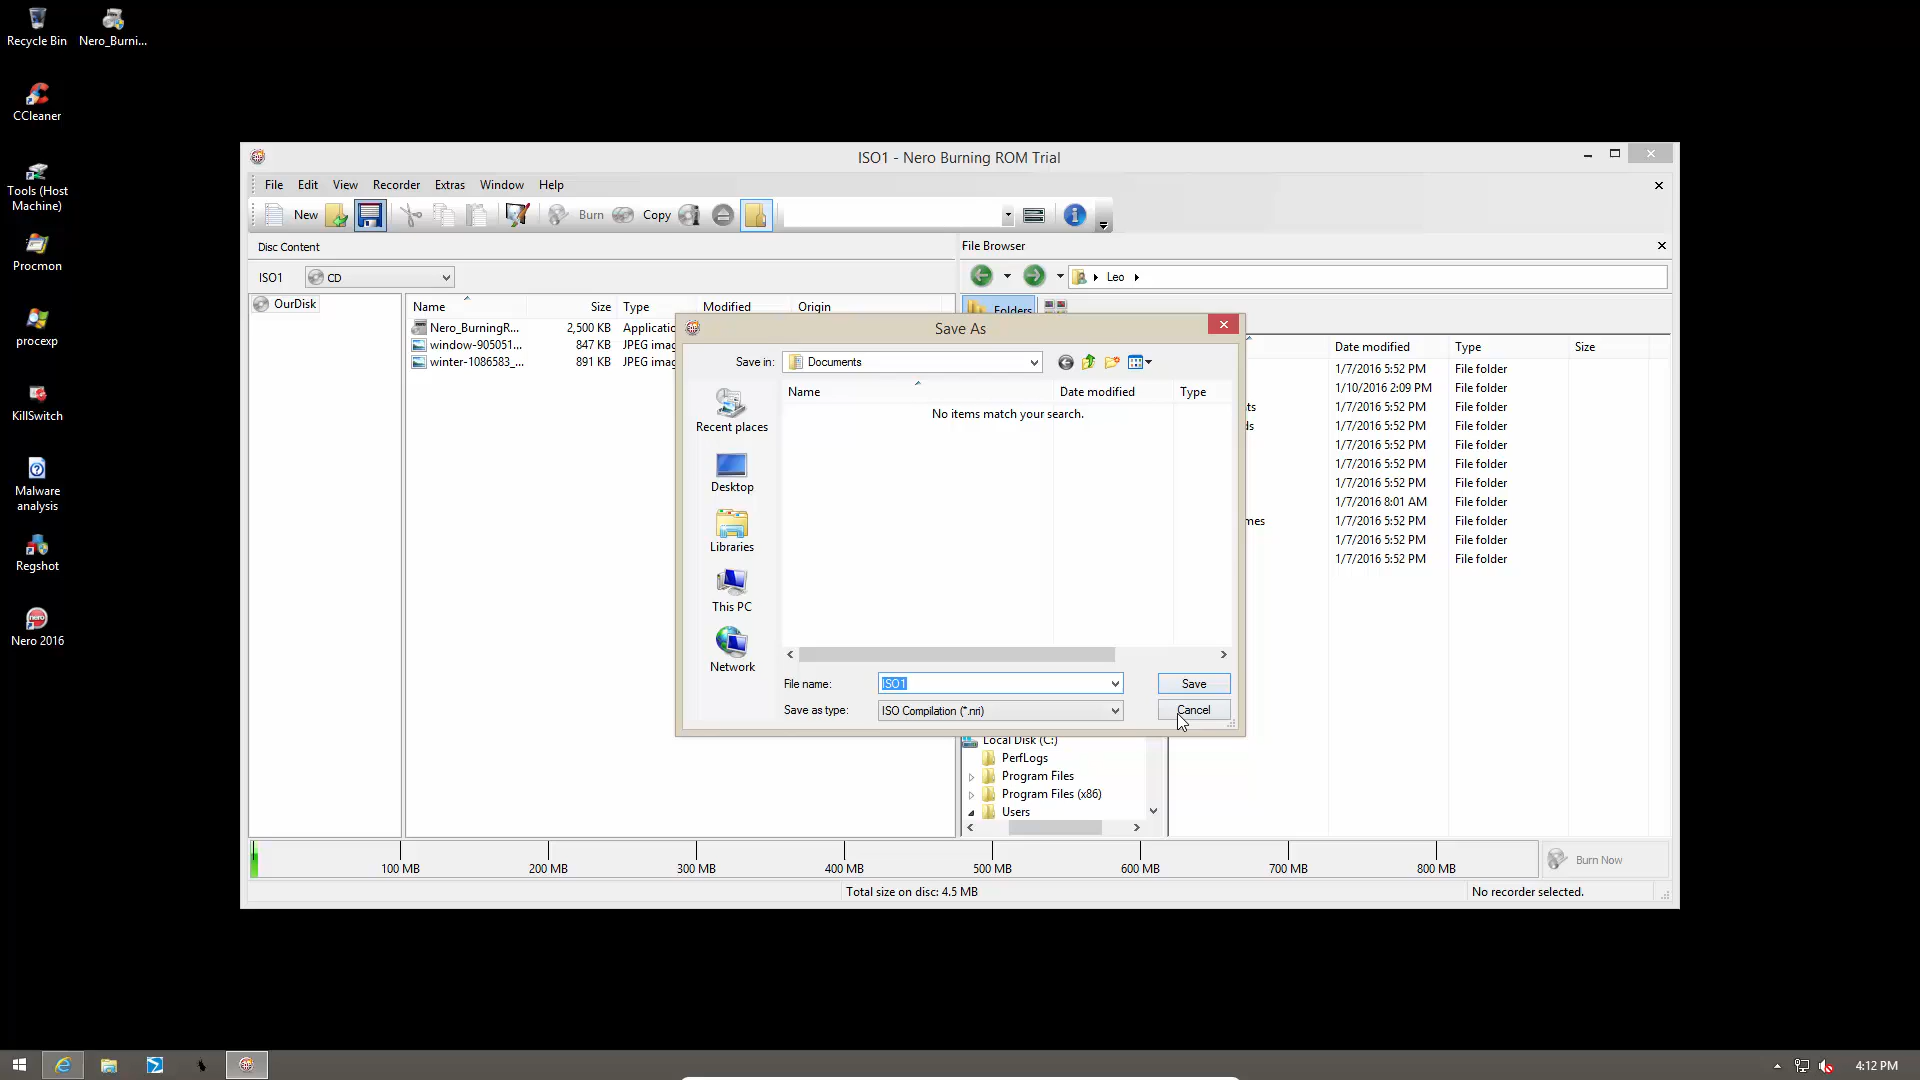 Recycle Bin
Nero_Burni...
CCleaner
Tools (Host
Machine)
Procmon
procexp
KillSwitch
Malware
analysis
Regshot
Nero 2016
ISO1 - Nero Burning ROM Trial
File Edit View Recorder Extras Window Help
New Burn Copy
Disc Content
File Browser
ISO1 CD
Leo
OurDisk
Name Size Type Modified Origin
Folders
Nero_BurningR... 2,500 KB Applicatio
window-905051... 847 KB JPEG imag
winter-1086583_... 891 KB JPEG imag
Save As
Save in: Documents
Name Date modified Type
No items match your search.
Recent places
Desktop
Libraries
This PC
Network
File name: ISO1 Save
Save as type: ISO Compilation (*.nri) Cancel
Date modified Type Size
1/7/2016 5:52 PM File folder
1/10/2016 2:09 PM File folder
ts 1/7/2016 5:52 PM File folder
ds 1/7/2016 5:52 PM File folder
1/7/2016 5:52 PM File folder
1/7/2016 5:52 PM File folder
1/7/2016 5:52 PM File folder
1/7/2016 8:01 AM File folder
mes 1/7/2016 5:52 PM File folder
1/7/2016 5:52 PM File folder
1/7/2016 5:52 PM File folder
Local Disk (C:)
PerfLogs
Program Files
Program Files (x86)
Users
100 MB 200 MB 300 MB 400 MB 500 MB 600 MB 700 MB 800 MB
Burn Now
Total size on disc: 4.5 MB
No recorder selected.
4:12 PM